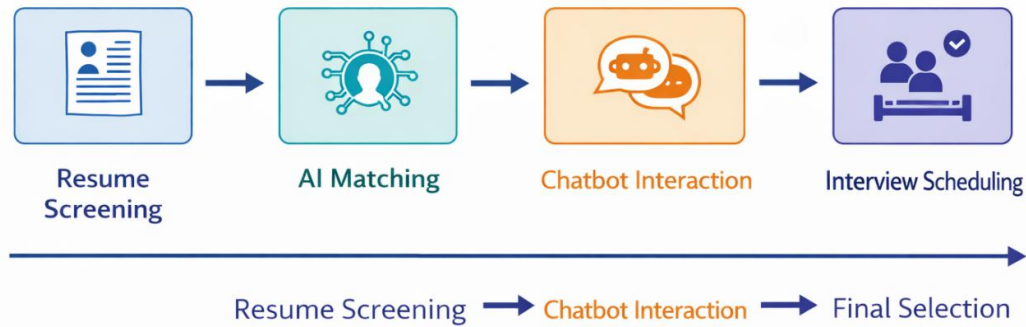 Resume
Screening
AI Matching
Chatbot Interaction
Interview Scheduling
Resume Screening → Chatbot Interaction → Final Selection